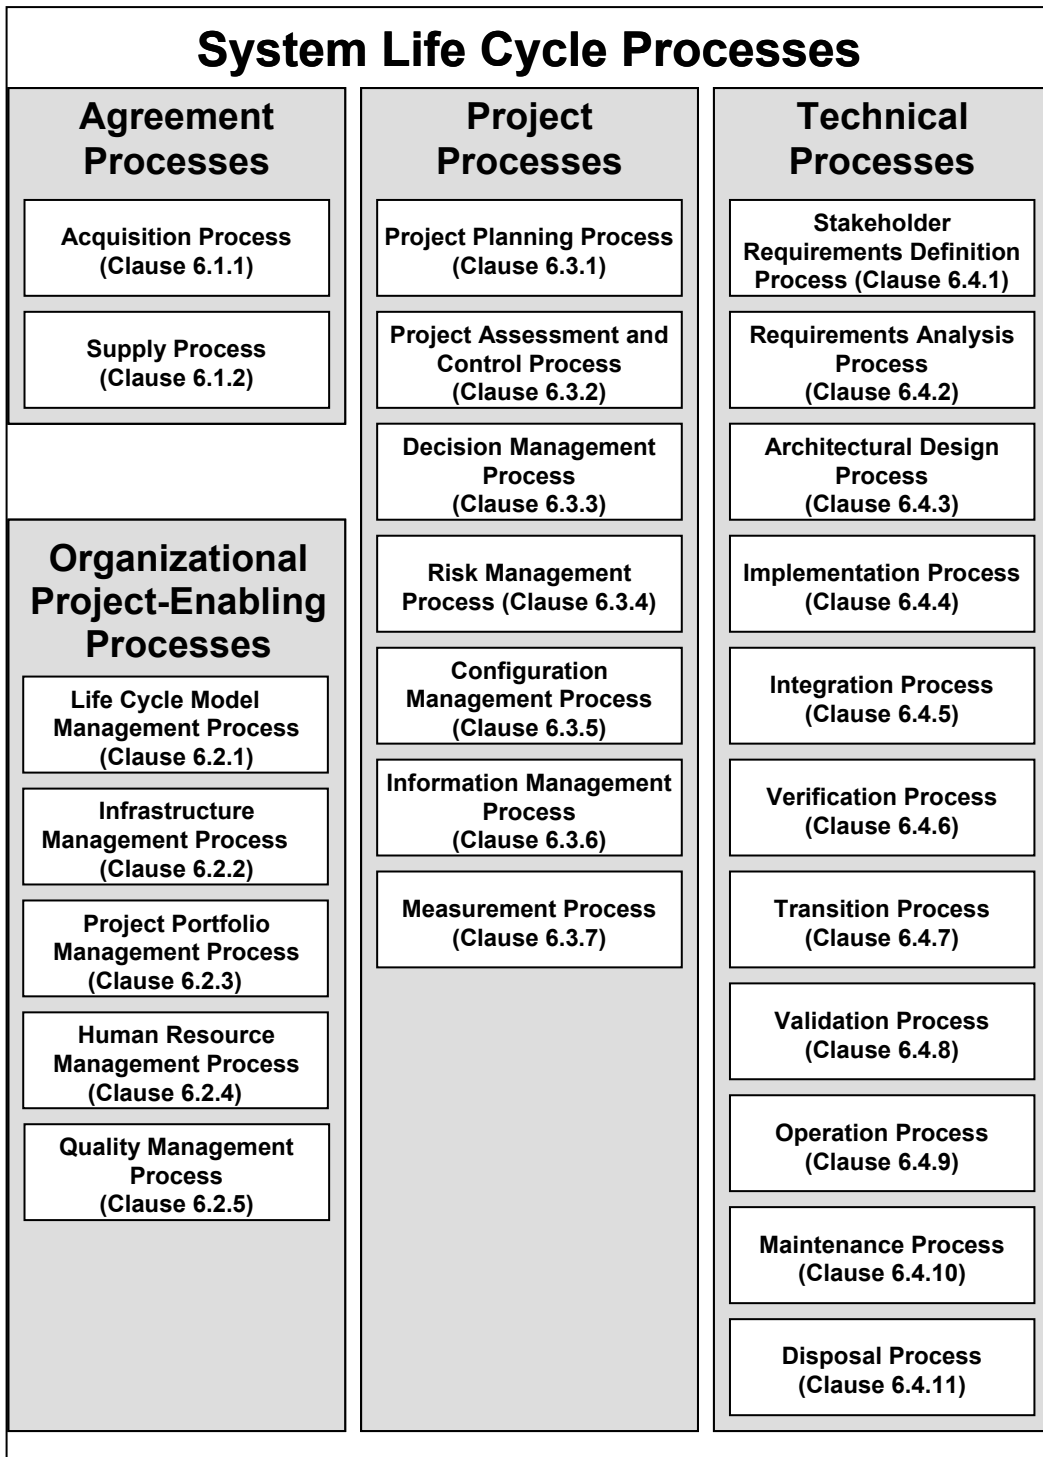 System Life Cycle Processes
Agreement
Processes
Acquisition Process
(Clause 6.1.1)
Supply Process
(Clause 6.1.2)
Organizational
Project-Enabling
Processes
Life Cycle Model
Management Process
(Clause 6.2.1)
Infrastructure
Management Process
(Clause 6.2.2)
Project Portfolio
Management Process
(Clause 6.2.3)
Human Resource
Management Process
(Clause 6.2.4)
Quality Management
Process
(Clause 6.2.5)
Project
Processes
Project Planning Process
(Clause 6.3.1)
Project Assessment and
Control Process
(Clause 6.3.2)
Decision Management
Process
(Clause 6.3.3)
Risk Management
Process (Clause 6.3.4)
Configuration
Management Process
(Clause 6.3.5)
Information Management
Process
(Clause 6.3.6)
Measurement Process
(Clause 6.3.7)
Technical
Processes
Stakeholder
Requirements Definition
Process (Clause 6.4.1)
Requirements Analysis
Process
(Clause 6.4.2)
Architectural Design
Process
(Clause 6.4.3)
Implementation Process
(Clause 6.4.4)
Integration Process
(Clause 6.4.5)
Verification Process
(Clause 6.4.6)
Transition Process
(Clause 6.4.7)
Validation Process
(Clause 6.4.8)
Operation Process
(Clause 6.4.9)
Maintenance Process
(Clause 6.4.10)
Disposal Process
(Clause 6.4.11)